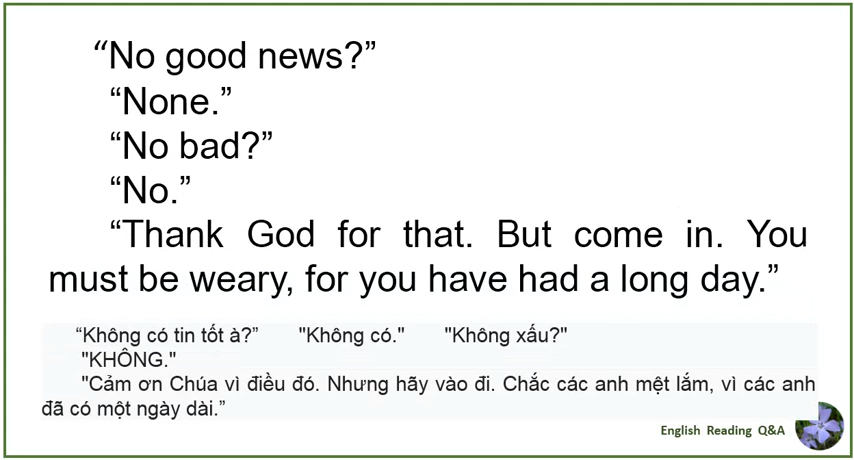 “No good news?”
“None.”
“No bad?”
“No.”
“Thank God for that. But come in. You
must be weary, for you have had a long day.”
“Không có tin tốt à?” "Không có." "Không xấu?"
"KHÔNG."
"Cảm ơn Chúa vì điều đó. Nhưng hãy vào đi. Chắc các anh mệt lắm, vì các anh
đã có một ngày dài.”
English Reading Q&A